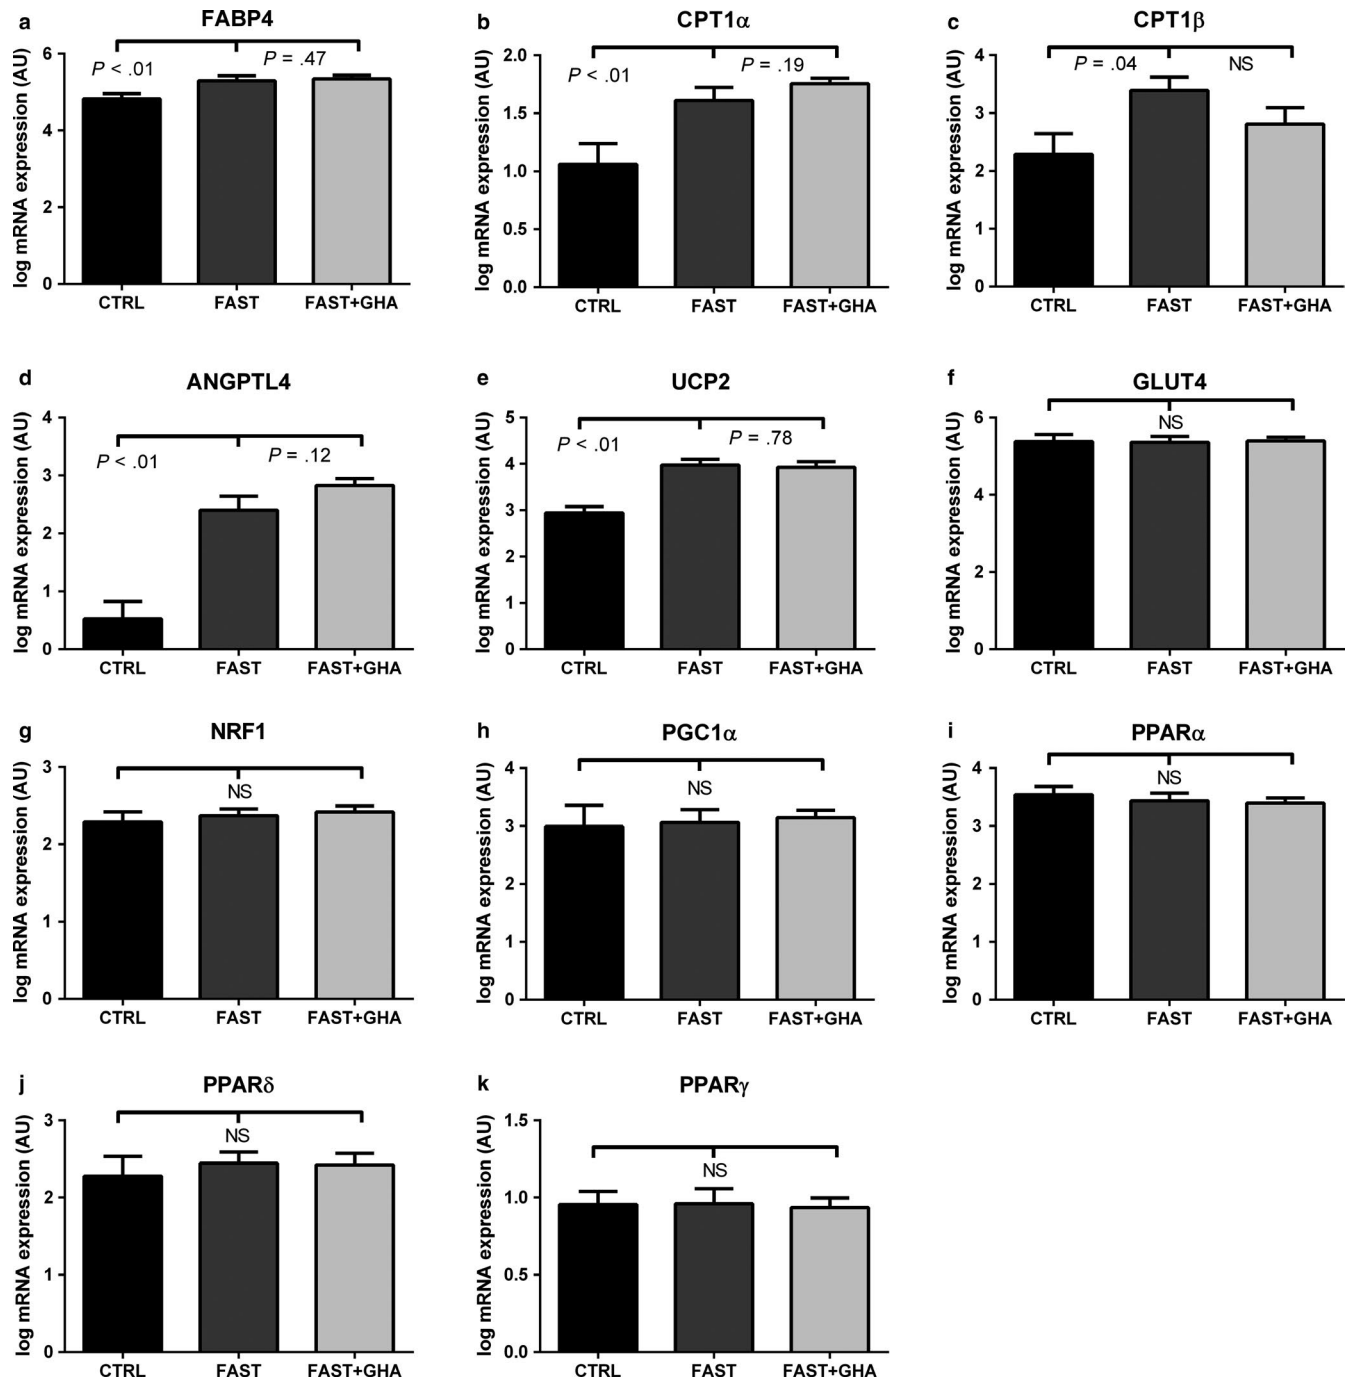 a
FABP4
P < .01
P = .47
log mRNA expression (AU)
6
4
2
0
CTRL
FAST
FAST+GHA
b
CPT1α
P < .01
P = .19
log mRNA expression (AU)
2.0
1.5
1.0
0.5
0.0
CTRL
FAST
FAST+GHA
c
CPT1β
P = .04
NS
log mRNA expression (AU)
4
3
2
1
0
CTRL
FAST
FAST+GHA
d
ANGPTL4
P < .01
P = .12
log mRNA expression (AU)
4
3
2
1
0
CTRL
FAST
FAST+GHA
e
UCP2
P < .01
P = .78
log mRNA expression (AU)
5
4
3
2
1
0
CTRL
FAST
FAST+GHA
f
GLUT4
NS
log mRNA expression (AU)
6
4
2
0
CTRL
FAST
FAST+GHA
g
NRF1
NS
log mRNA expression (AU)
3
2
1
0
CTRL
FAST
FAST+GHA
h
PGC1α
NS
log mRNA expression (AU)
4
3
2
1
0
CTRL
FAST
FAST+GHA
i
PPARα
NS
log mRNA expression (AU)
4
3
2
1
0
CTRL
FAST
FAST+GHA
j
PPARδ
NS
log mRNA expression (AU)
3
2
1
0
CTRL
FAST
FAST+GHA
k
PPARγ
NS
log mRNA expression (AU)
1.5
1.0
0.5
0.0
CTRL
FAST
FAST+GHA